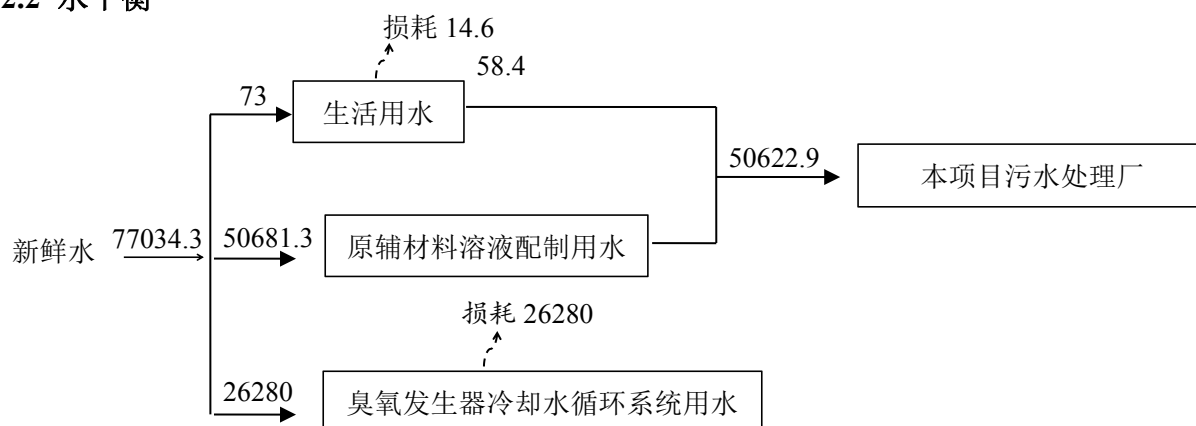 2.2 水平衡
损耗 14.6
58.4
73
生活用水
50622.9
本项目污水处理厂
新鲜水
77034.3
50681.3
原辅材料溶液配制用水
损耗 26280
26280
臭氧发生器冷却水循环系统用水